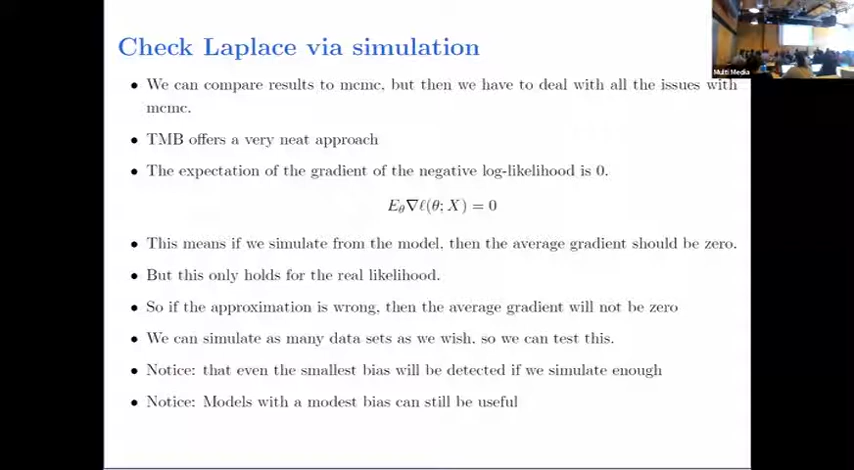 Check Laplace via simulation
• We can compare results to mcmc, but then we have to deal with all the issues with
mcmc.
• TMB offers a very neat approach
• The expectation of the gradient of the negative log-likelihood is 0.
E_θ∇ℓ(θ; X) = 0
• This means if we simulate from the model, then the average gradient should be zero.
• But this only holds for the real likelihood.
• So if the approximation is wrong, then the average gradient will not be zero
• We can simulate as many data sets as we wish, so we can test this.
• Notice: that even the smallest bias will be detected if we simulate enough
• Notice: Models with a modest bias can still be useful
Multi Media